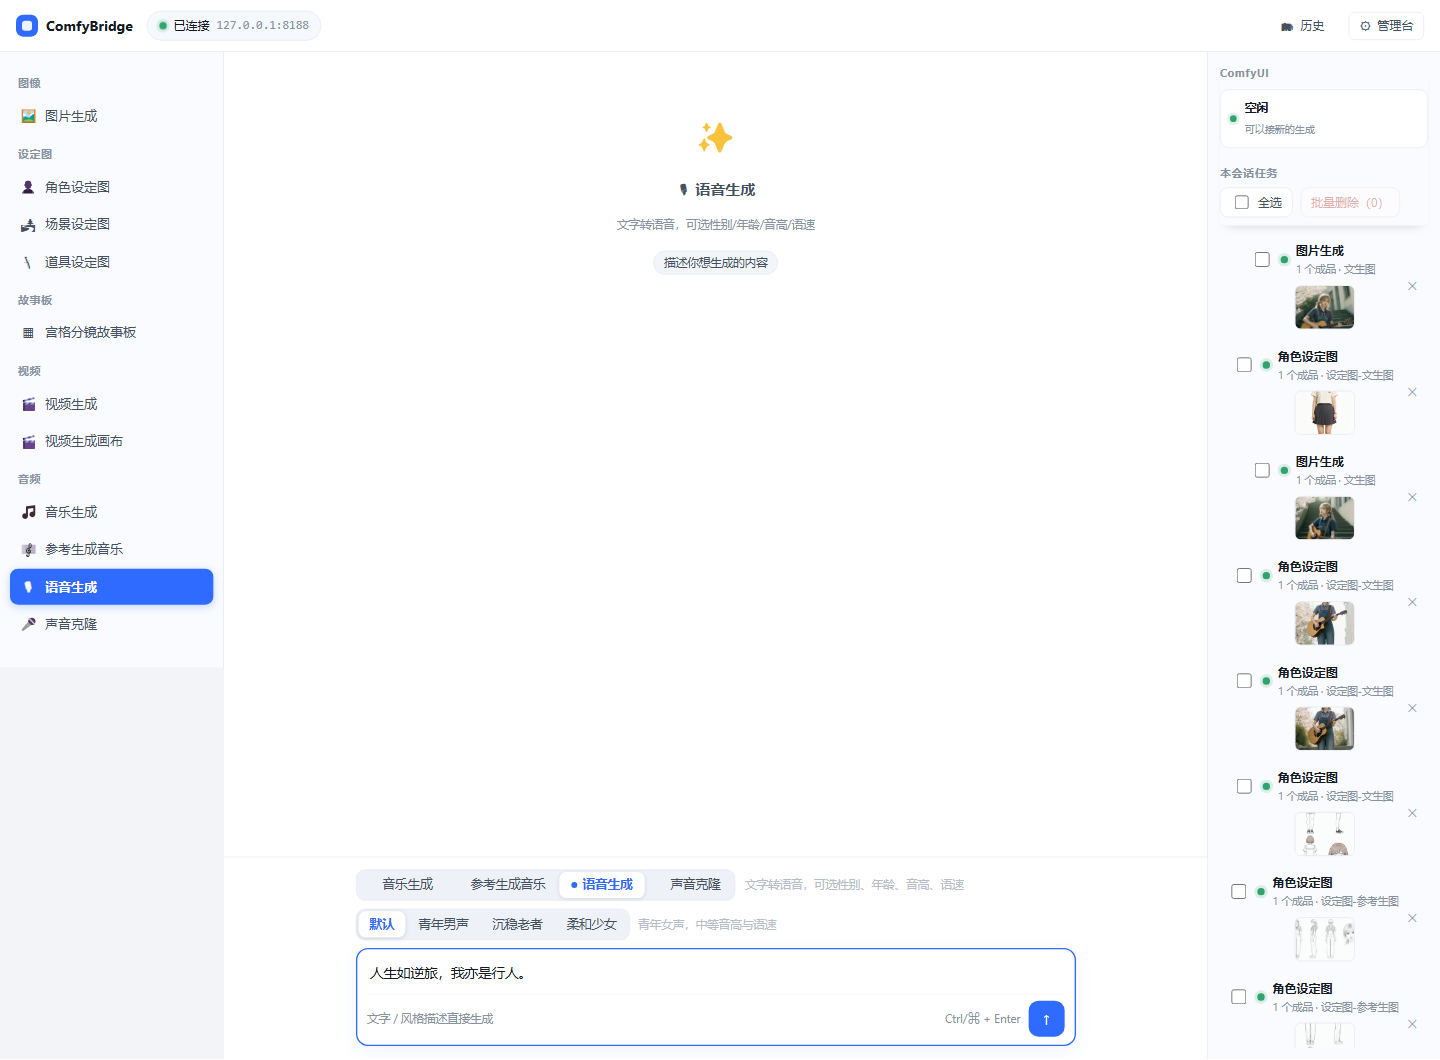 ComfyBridge
已连接 127.0.0.1:8188
历史
管理台
图像
图片生成
设定图
角色设定图
场景设定图
道具设定图
故事板
宫格分镜故事板
视频
视频生成
视频生成画布
音频
音乐生成
参考生成音乐
语音生成
声音克隆
语音生成
文字转语音，可选性别/年龄/音高/语速
描述你想生成的内容
音乐生成 参考生成音乐 语音生成 声音克隆 文字转语音，可选性别、年龄、音高、语速
默认 青年男声 沉稳老者 柔和少女 青年女声，中等音高与语速
人生如逆旅，我亦是行人。
文字 / 风格描述直接生成
Ctrl/⌘ + Enter
↑
ComfyUI
空闲
可以接新的生成
本会话任务
全选 批量删除（0）
图片生成
1 个成品 · 文生图
×
角色设定图
1 个成品 · 设定图-文生图
×
图片生成
1 个成品 · 文生图
×
角色设定图
1 个成品 · 设定图-文生图
×
角色设定图
1 个成品 · 设定图-文生图
×
角色设定图
1 个成品 · 设定图-文生图
×
角色设定图
1 个成品 · 设定图-参考生图
×
角色设定图
1 个成品 · 设定图-参考生图
×